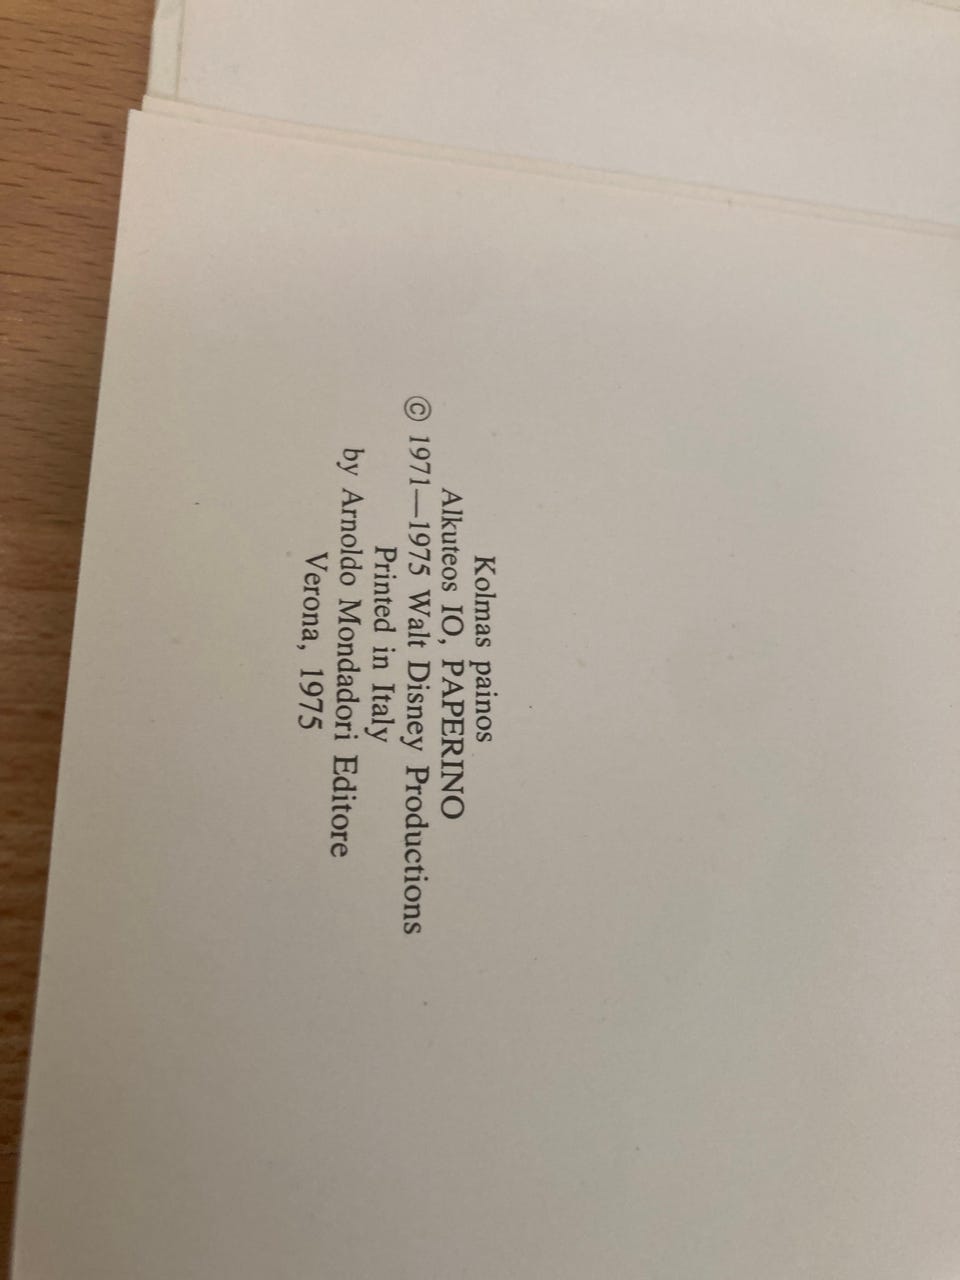 Kolmas painos
Alkuteos IO, PAPERINO
© 1971—1975 Walt Disney Productions
Printed in Italy
by Arnoldo Mondadori Editore
Verona, 1975